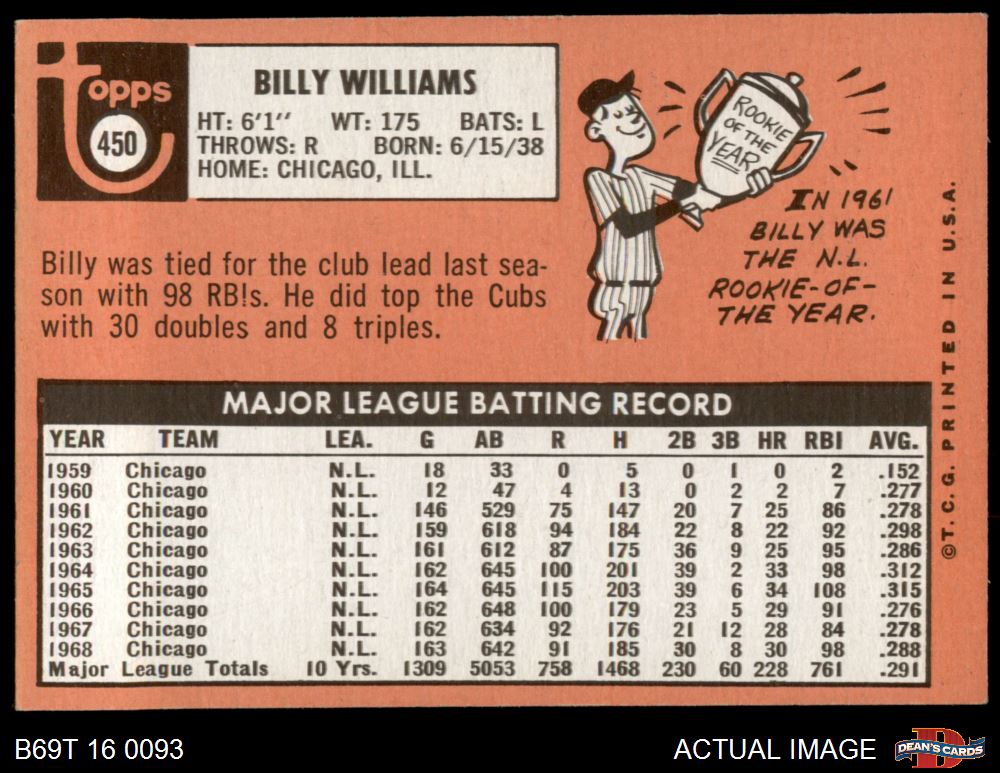 topps
450
BILLY WILLIAMS
HT: 6'1'' WT: 175 BATS: L
THROWS: R BORN: 6/15/38
HOME: CHICAGO, ILL.
ROOKIE
OF THE
YEAR
IN 1961
BILLY WAS
THE N.L.
ROOKIE-OF-
THE YEAR.
Billy was tied for the club lead last sea-
son with 98 RB!s. He did top the Cubs
with 30 doubles and 8 triples.
MAJOR LEAGUE BATTING RECORD
YEAR TEAM LEA. G AB R H 2B 3B HR RBI AVG.
1959 Chicago N.L. 18 33 0 5 0 1 0 2 .152
1960 Chicago N.L. 12 47 4 13 0 2 2 7 .277
1961 Chicago N.L. 146 529 75 147 20 7 25 86 .278
1962 Chicago N.L. 159 618 94 184 22 8 22 92 .298
1963 Chicago N.L. 161 612 87 175 36 9 25 95 .286
1964 Chicago N.L. 162 645 100 201 39 2 33 98 .312
1965 Chicago N.L. 164 645 115 203 39 6 34 108 .315
1966 Chicago N.L. 162 648 100 179 23 5 29 91 .276
1967 Chicago N.L. 162 634 92 176 21 12 28 84 .278
1968 Chicago N.L. 163 642 91 185 30 8 30 98 .288
Major League Totals 10 Yrs. 1309 5053 758 1468 230 60 228 761 .291
©T.C.G. PRINTED IN U.S.A.
B69T 16 0093
ACTUAL IMAGE
D
DEAN'S CARDS